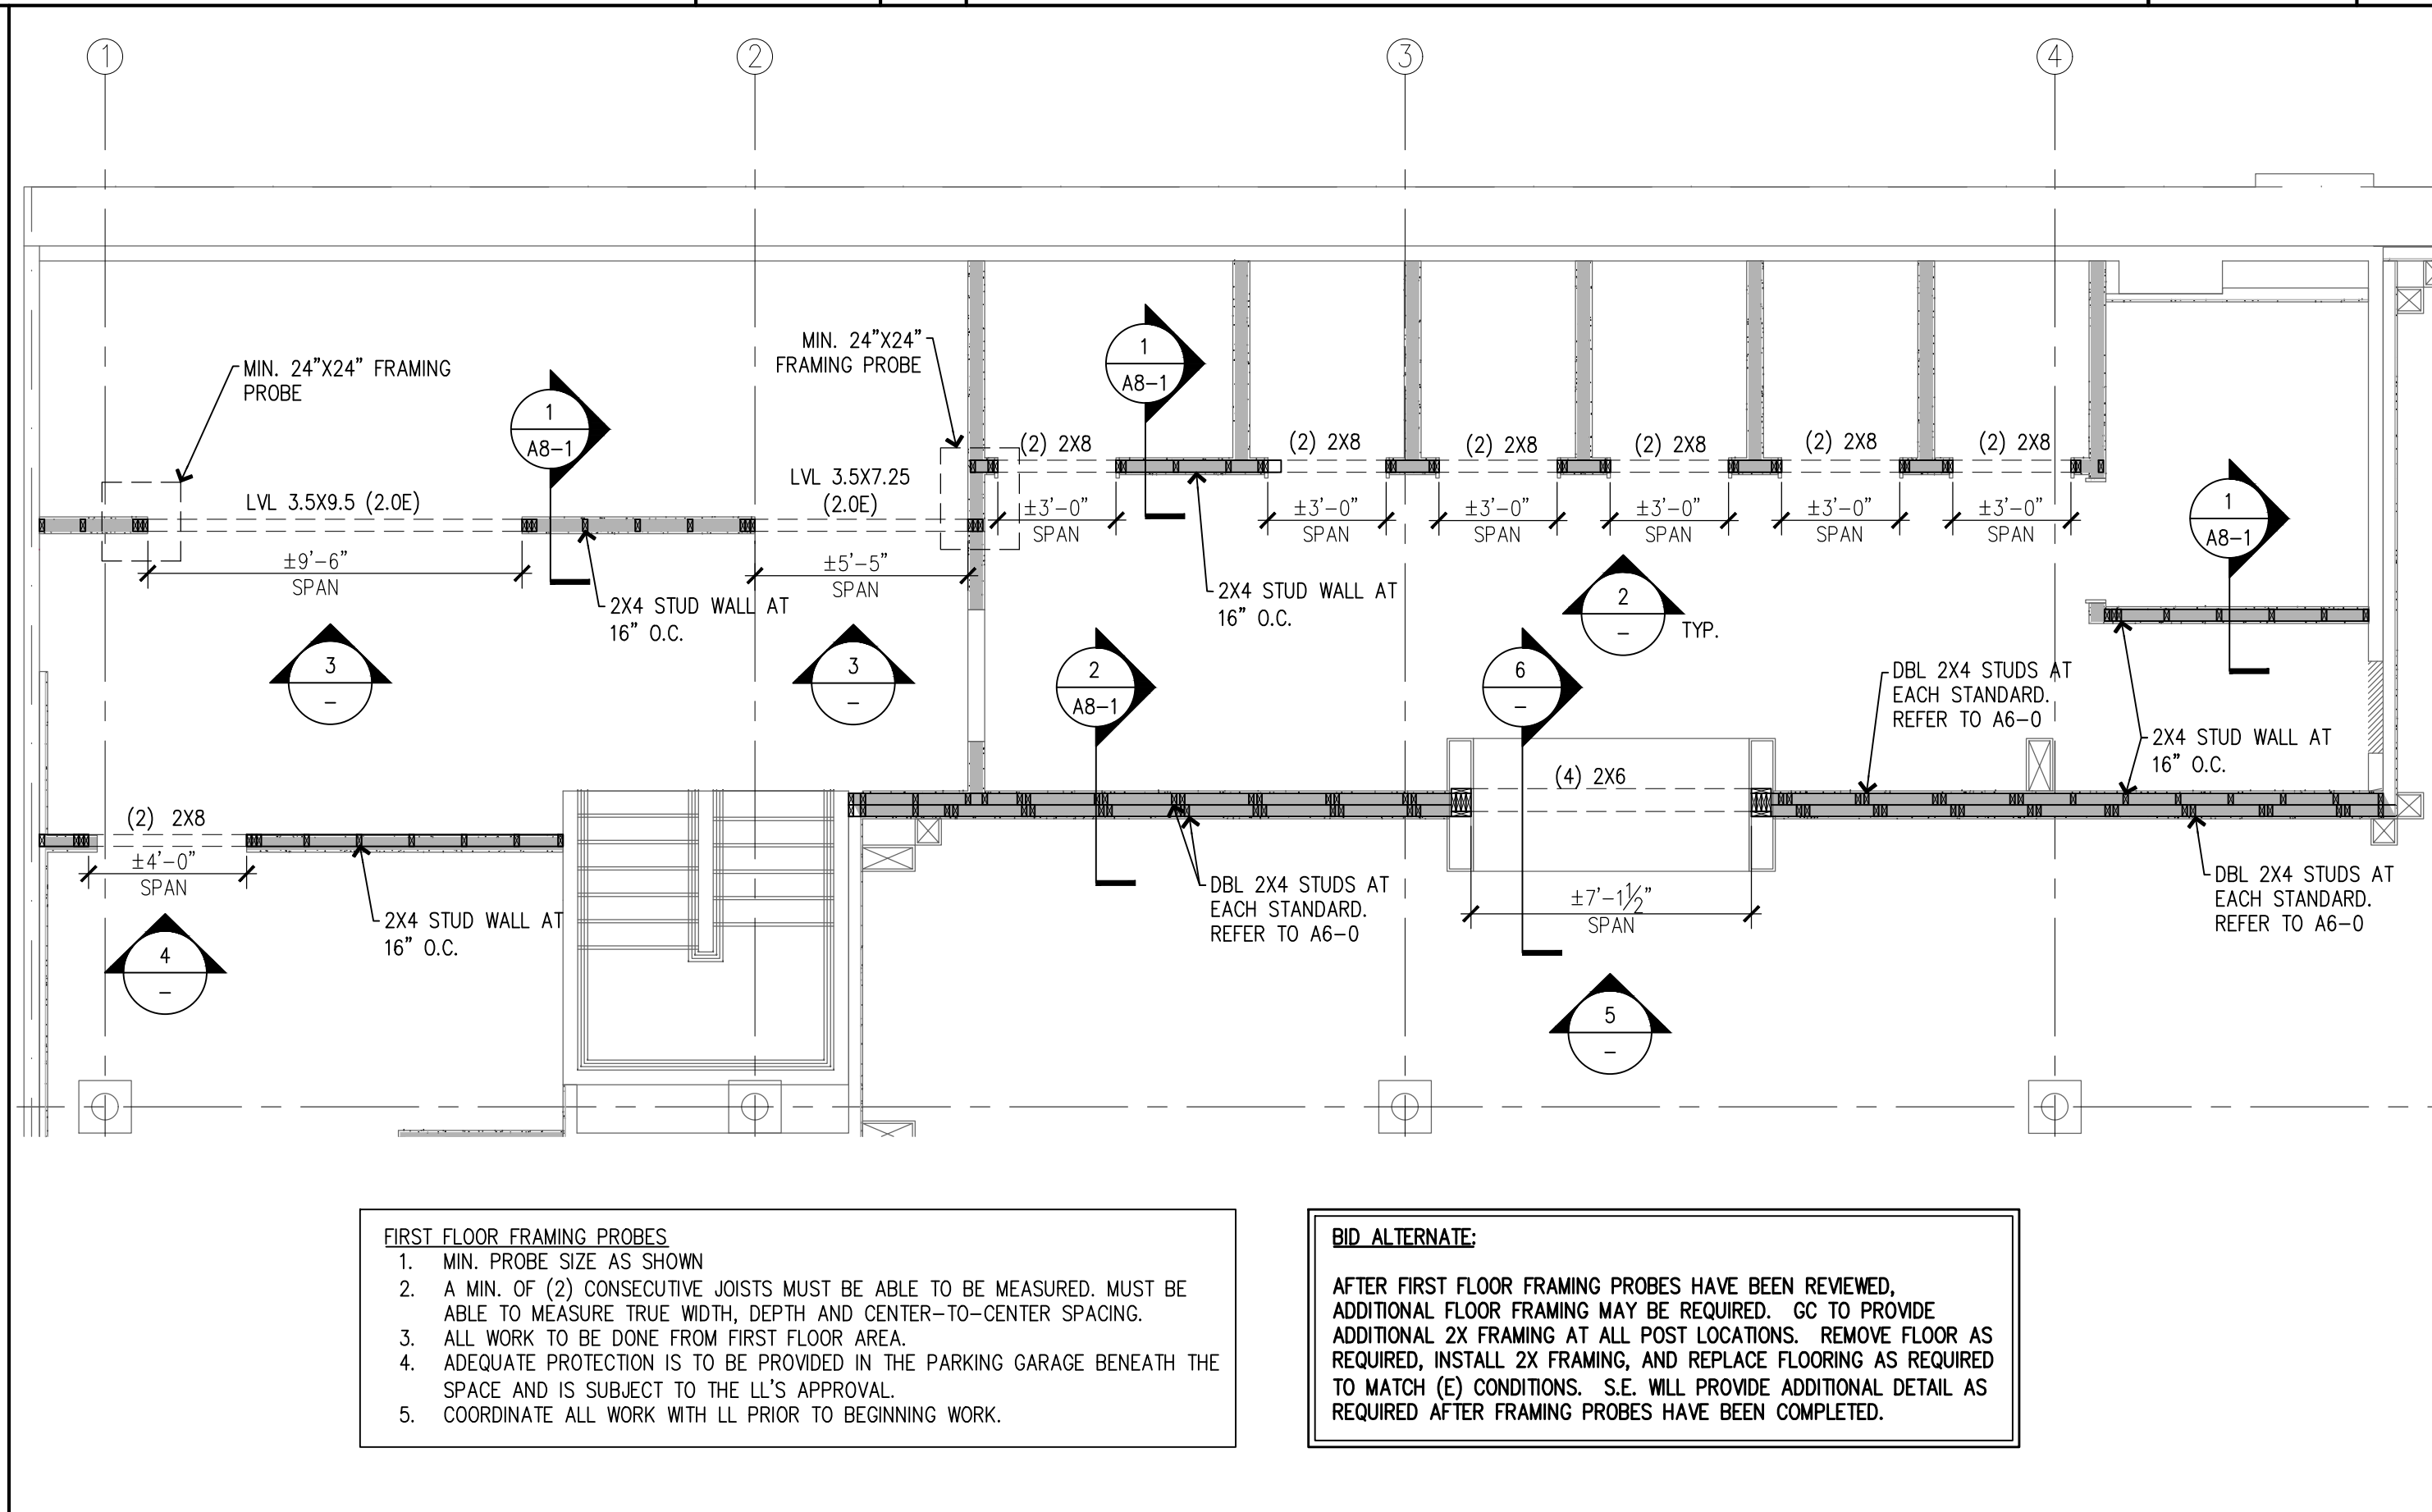 1
2
3
4
MIN. 24”X24” FRAMING
PROBE
1
A8-1
MIN. 24”X24”
FRAMING PROBE
1
A8-1
LVL 3.5X9.5 (2.0E)
LVL 3.5X7.25
(2.0E)
(2) 2X8
(2) 2X8
(2) 2X8
(2) 2X8
(2) 2X8
(2) 2X8
±3'-0”
SPAN
±3'-0”
SPAN
±3'-0”
SPAN
±3'-0”
SPAN
±3'-0”
SPAN
±3'-0”
SPAN
1
A8-1
±9'-6”
SPAN
±5'-5”
SPAN
2X4 STUD WALL AT
16” O.C.
2X4 STUD WALL AT
16” O.C.
2
-
TYP.
3
-
3
-
2
A8-1
6
-
DBL 2X4 STUDS AT
EACH STANDARD.
REFER TO A6-0
2X4 STUD WALL AT
16” O.C.
(4) 2X6
(2) 2X8
±4'-0”
SPAN
2X4 STUD WALL AT
16” O.C.
4
-
DBL 2X4 STUDS AT
EACH STANDARD.
REFER TO A6-0
±7'-1½”
SPAN
DBL 2X4 STUDS AT
EACH STANDARD.
REFER TO A6-0
5
-
FIRST FLOOR FRAMING PROBES
1. MIN. PROBE SIZE AS SHOWN
2. A MIN. OF (2) CONSECUTIVE JOISTS MUST BE ABLE TO BE MEASURED. MUST BE
ABLE TO MEASURE TRUE WIDTH, DEPTH AND CENTER-TO-CENTER SPACING.
3. ALL WORK TO BE DONE FROM FIRST FLOOR AREA.
4. ADEQUATE PROTECTION IS TO BE PROVIDED IN THE PARKING GARAGE BENEATH THE
SPACE AND IS SUBJECT TO THE LL'S APPROVAL.
5. COORDINATE ALL WORK WITH LL PRIOR TO BEGINNING WORK.
BID ALTERNATE:
AFTER FIRST FLOOR FRAMING PROBES HAVE BEEN REVIEWED,
ADDITIONAL FLOOR FRAMING MAY BE REQUIRED. GC TO PROVIDE
ADDITIONAL 2X FRAMING AT ALL POST LOCATIONS. REMOVE FLOOR AS
REQUIRED, INSTALL 2X FRAMING, AND REPLACE FLOORING AS REQUIRED
TO MATCH (E) CONDITIONS. S.E. WILL PROVIDE ADDITIONAL DETAIL AS
REQUIRED AFTER FRAMING PROBES HAVE BEEN COMPLETED.